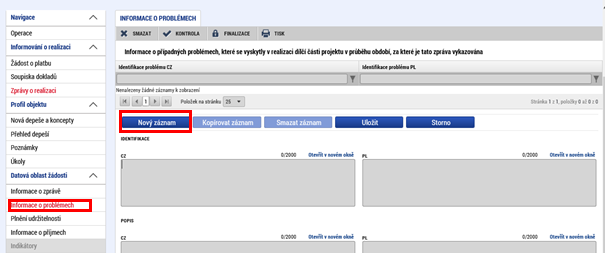 Navigace
Operace
Informování o realizaci
Žádost o platbu
Soupiska dokladů
Zprávy o realizaci
Profil objektu
Nová depeše a koncepty
Přehled depeší
Poznámky
Úkoly
Datová oblast žádosti
Informace o zprávě
Informace o problémech
Plnění udržitelnosti
Informace o příjmech
Indikátory
INFORMACE O PROBLÉMECH
SMAZAT KONTROLA FINALIZACE TISK
Informace o případných problémech, které se vyskytly v realizaci dílčí části projektu v průběhu období, za které je tato zpráva vykazována
Identifikace problému CZ Identifikace problému PL
Nenalezeny žádné záznamy k zobrazení
1 Položek na stránku 25 Stránka 1 z 1, položky 0 až 0 z 0
Nový záznam Kopírovat záznam Smazat záznam Uložit Storno
IDENTIFIKACE
CZ 0/2000 Otevřít v novém okně PL 0/2000 Otevřít v novém okně
POPIS
CZ 0/2000 Otevřít v novém okně PL 0/2000 Otevřít v novém okně